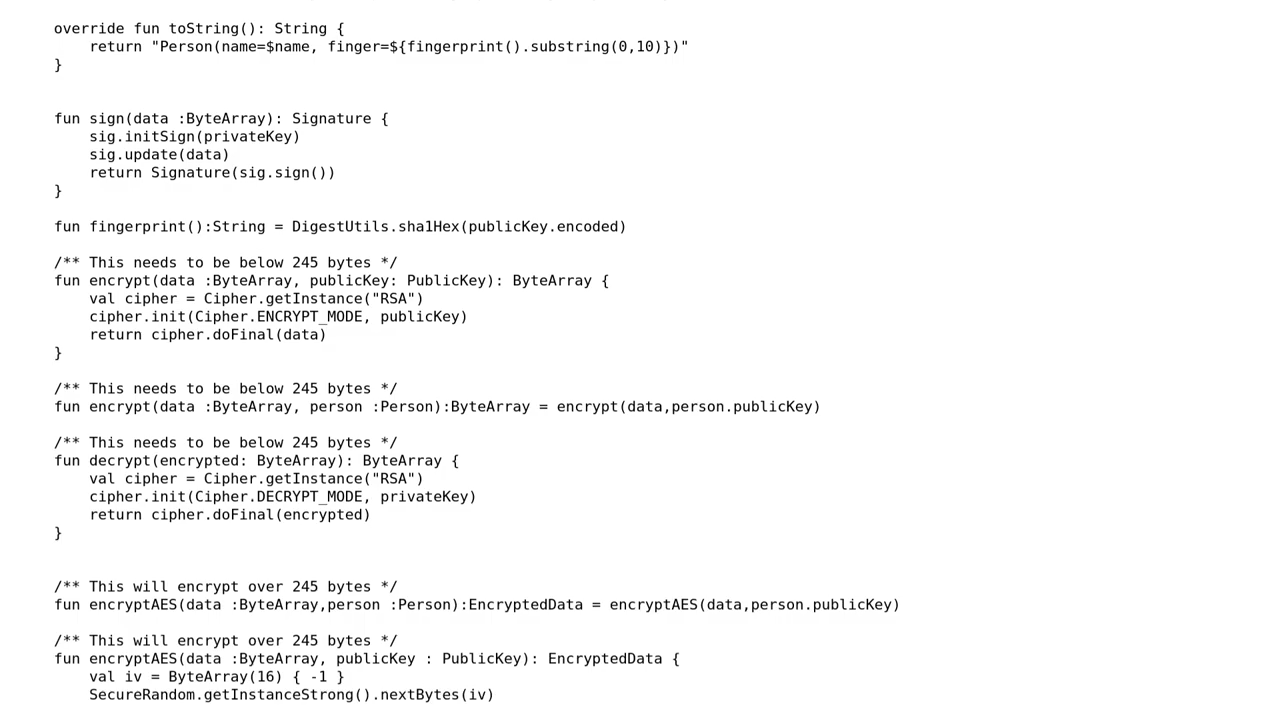 override fun toString(): String {
    return "Person(name=$name, finger=${fingerprint().substring(0,10)})"
}
fun sign(data :ByteArray): Signature {
    sig.initSign(privateKey)
    sig.update(data)
    return Signature(sig.sign())
}
fun fingerprint():String = DigestUtils.sha1Hex(publicKey.encoded)
/** This needs to be below 245 bytes */
fun encrypt(data :ByteArray, publicKey: PublicKey): ByteArray {
    val cipher = Cipher.getInstance("RSA")
    cipher.init(Cipher.ENCRYPT_MODE, publicKey)
    return cipher.doFinal(data)
}
/** This needs to be below 245 bytes */
fun encrypt(data :ByteArray, person :Person):ByteArray = encrypt(data,person.publicKey)
/** This needs to be below 245 bytes */
fun decrypt(encrypted: ByteArray): ByteArray {
    val cipher = Cipher.getInstance("RSA")
    cipher.init(Cipher.DECRYPT_MODE, privateKey)
    return cipher.doFinal(encrypted)
}
/** This will encrypt over 245 bytes */
fun encryptAES(data :ByteArray,person :Person):EncryptedData = encryptAES(data,person.publicKey)
/** This will encrypt over 245 bytes */
fun encryptAES(data :ByteArray, publicKey : PublicKey): EncryptedData {
    val iv = ByteArray(16) { -1 }
    SecureRandom.getInstanceStrong().nextBytes(iv)